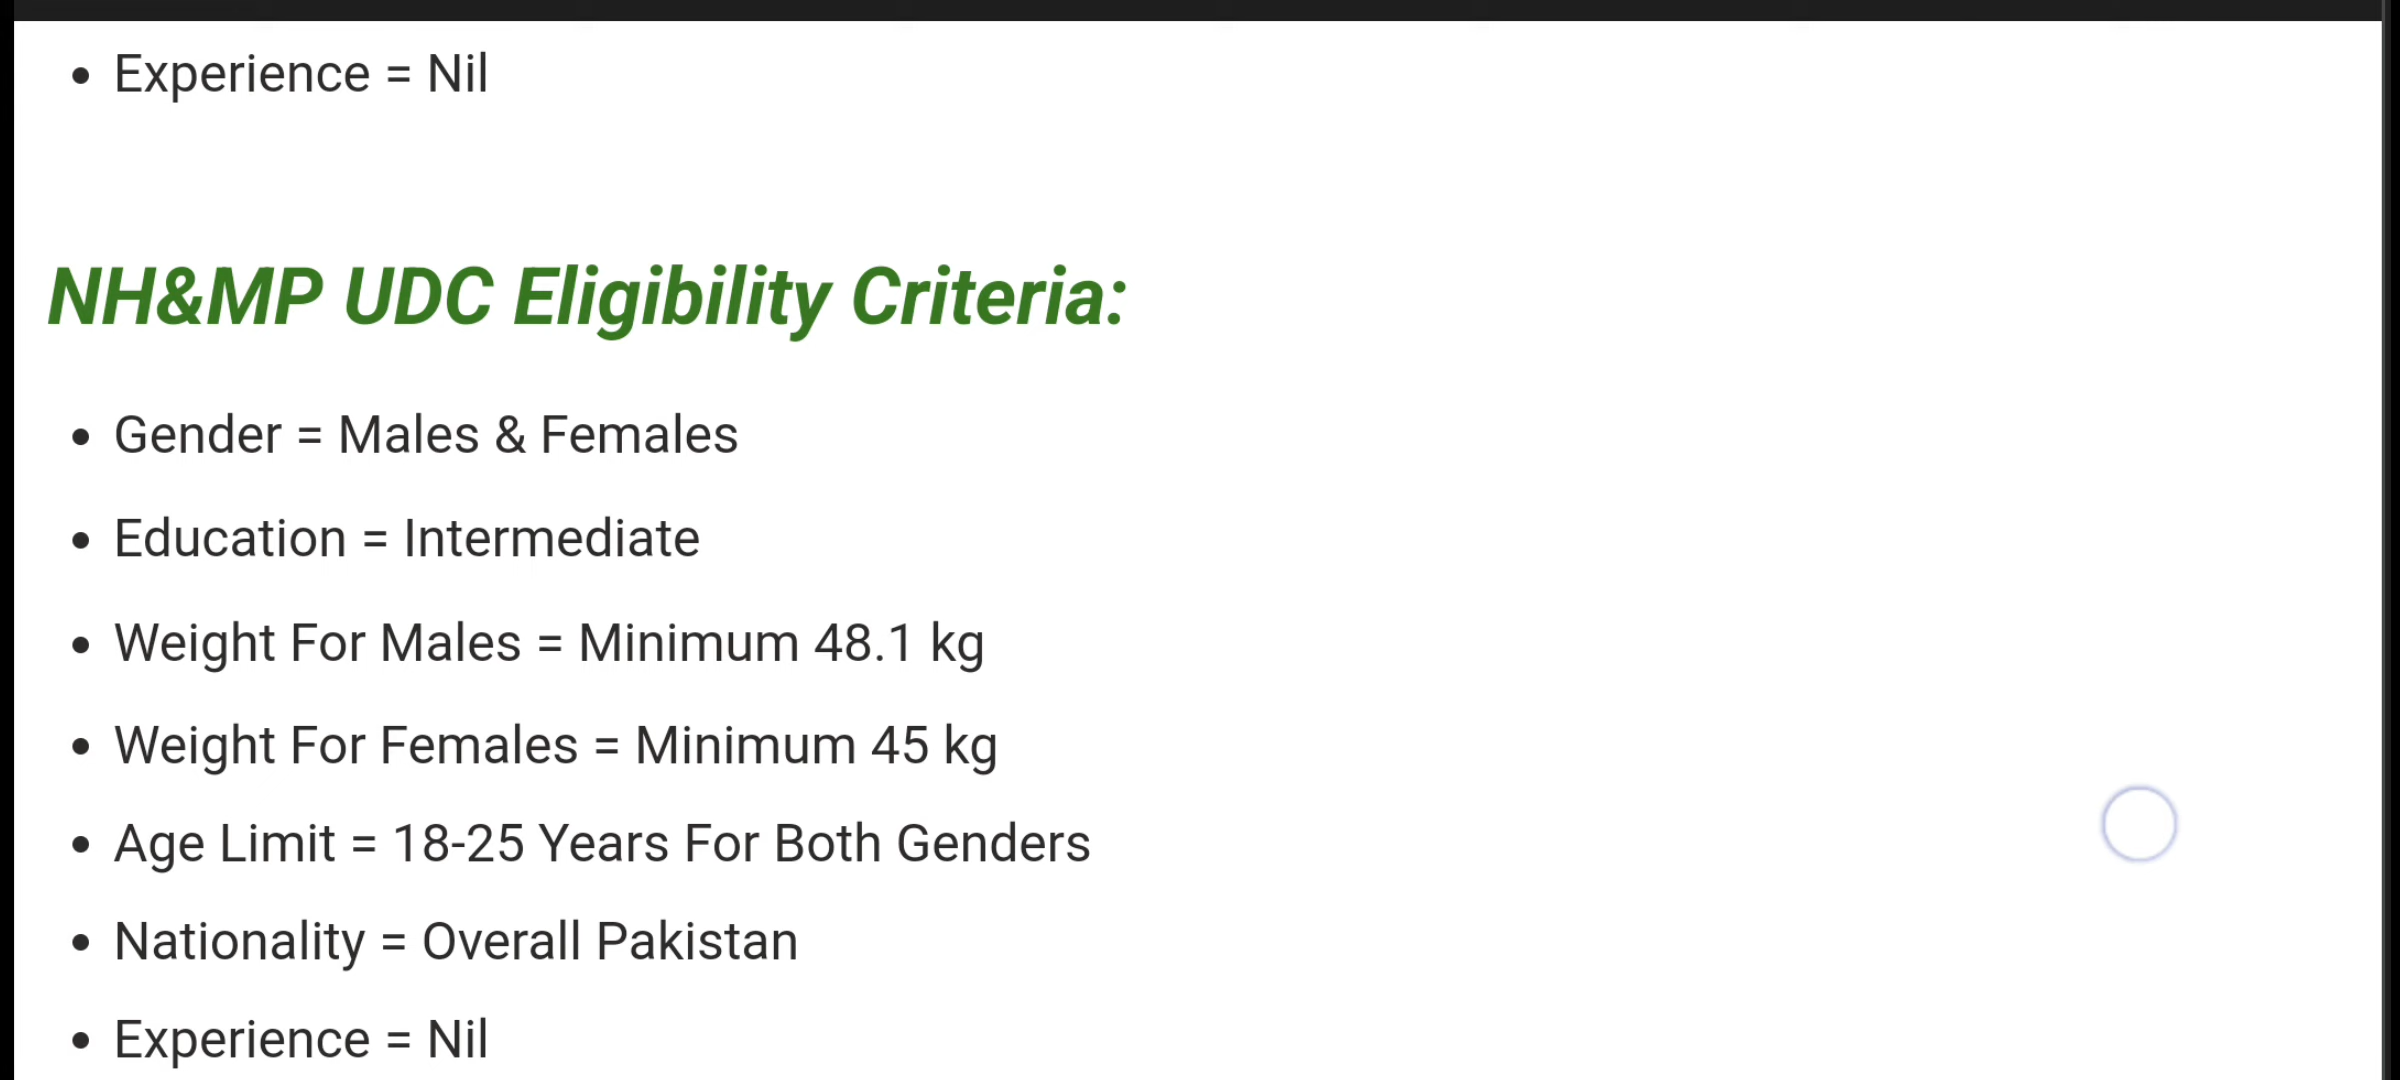 Experience = Nil
NH&MP UDC Eligibility Criteria:
Gender = Males & Females
Education = Intermediate
Weight For Males = Minimum 48.1 kg
Weight For Females = Minimum 45 kg
Age Limit = 18-25 Years For Both Genders
Nationality = Overall Pakistan
Experience = Nil